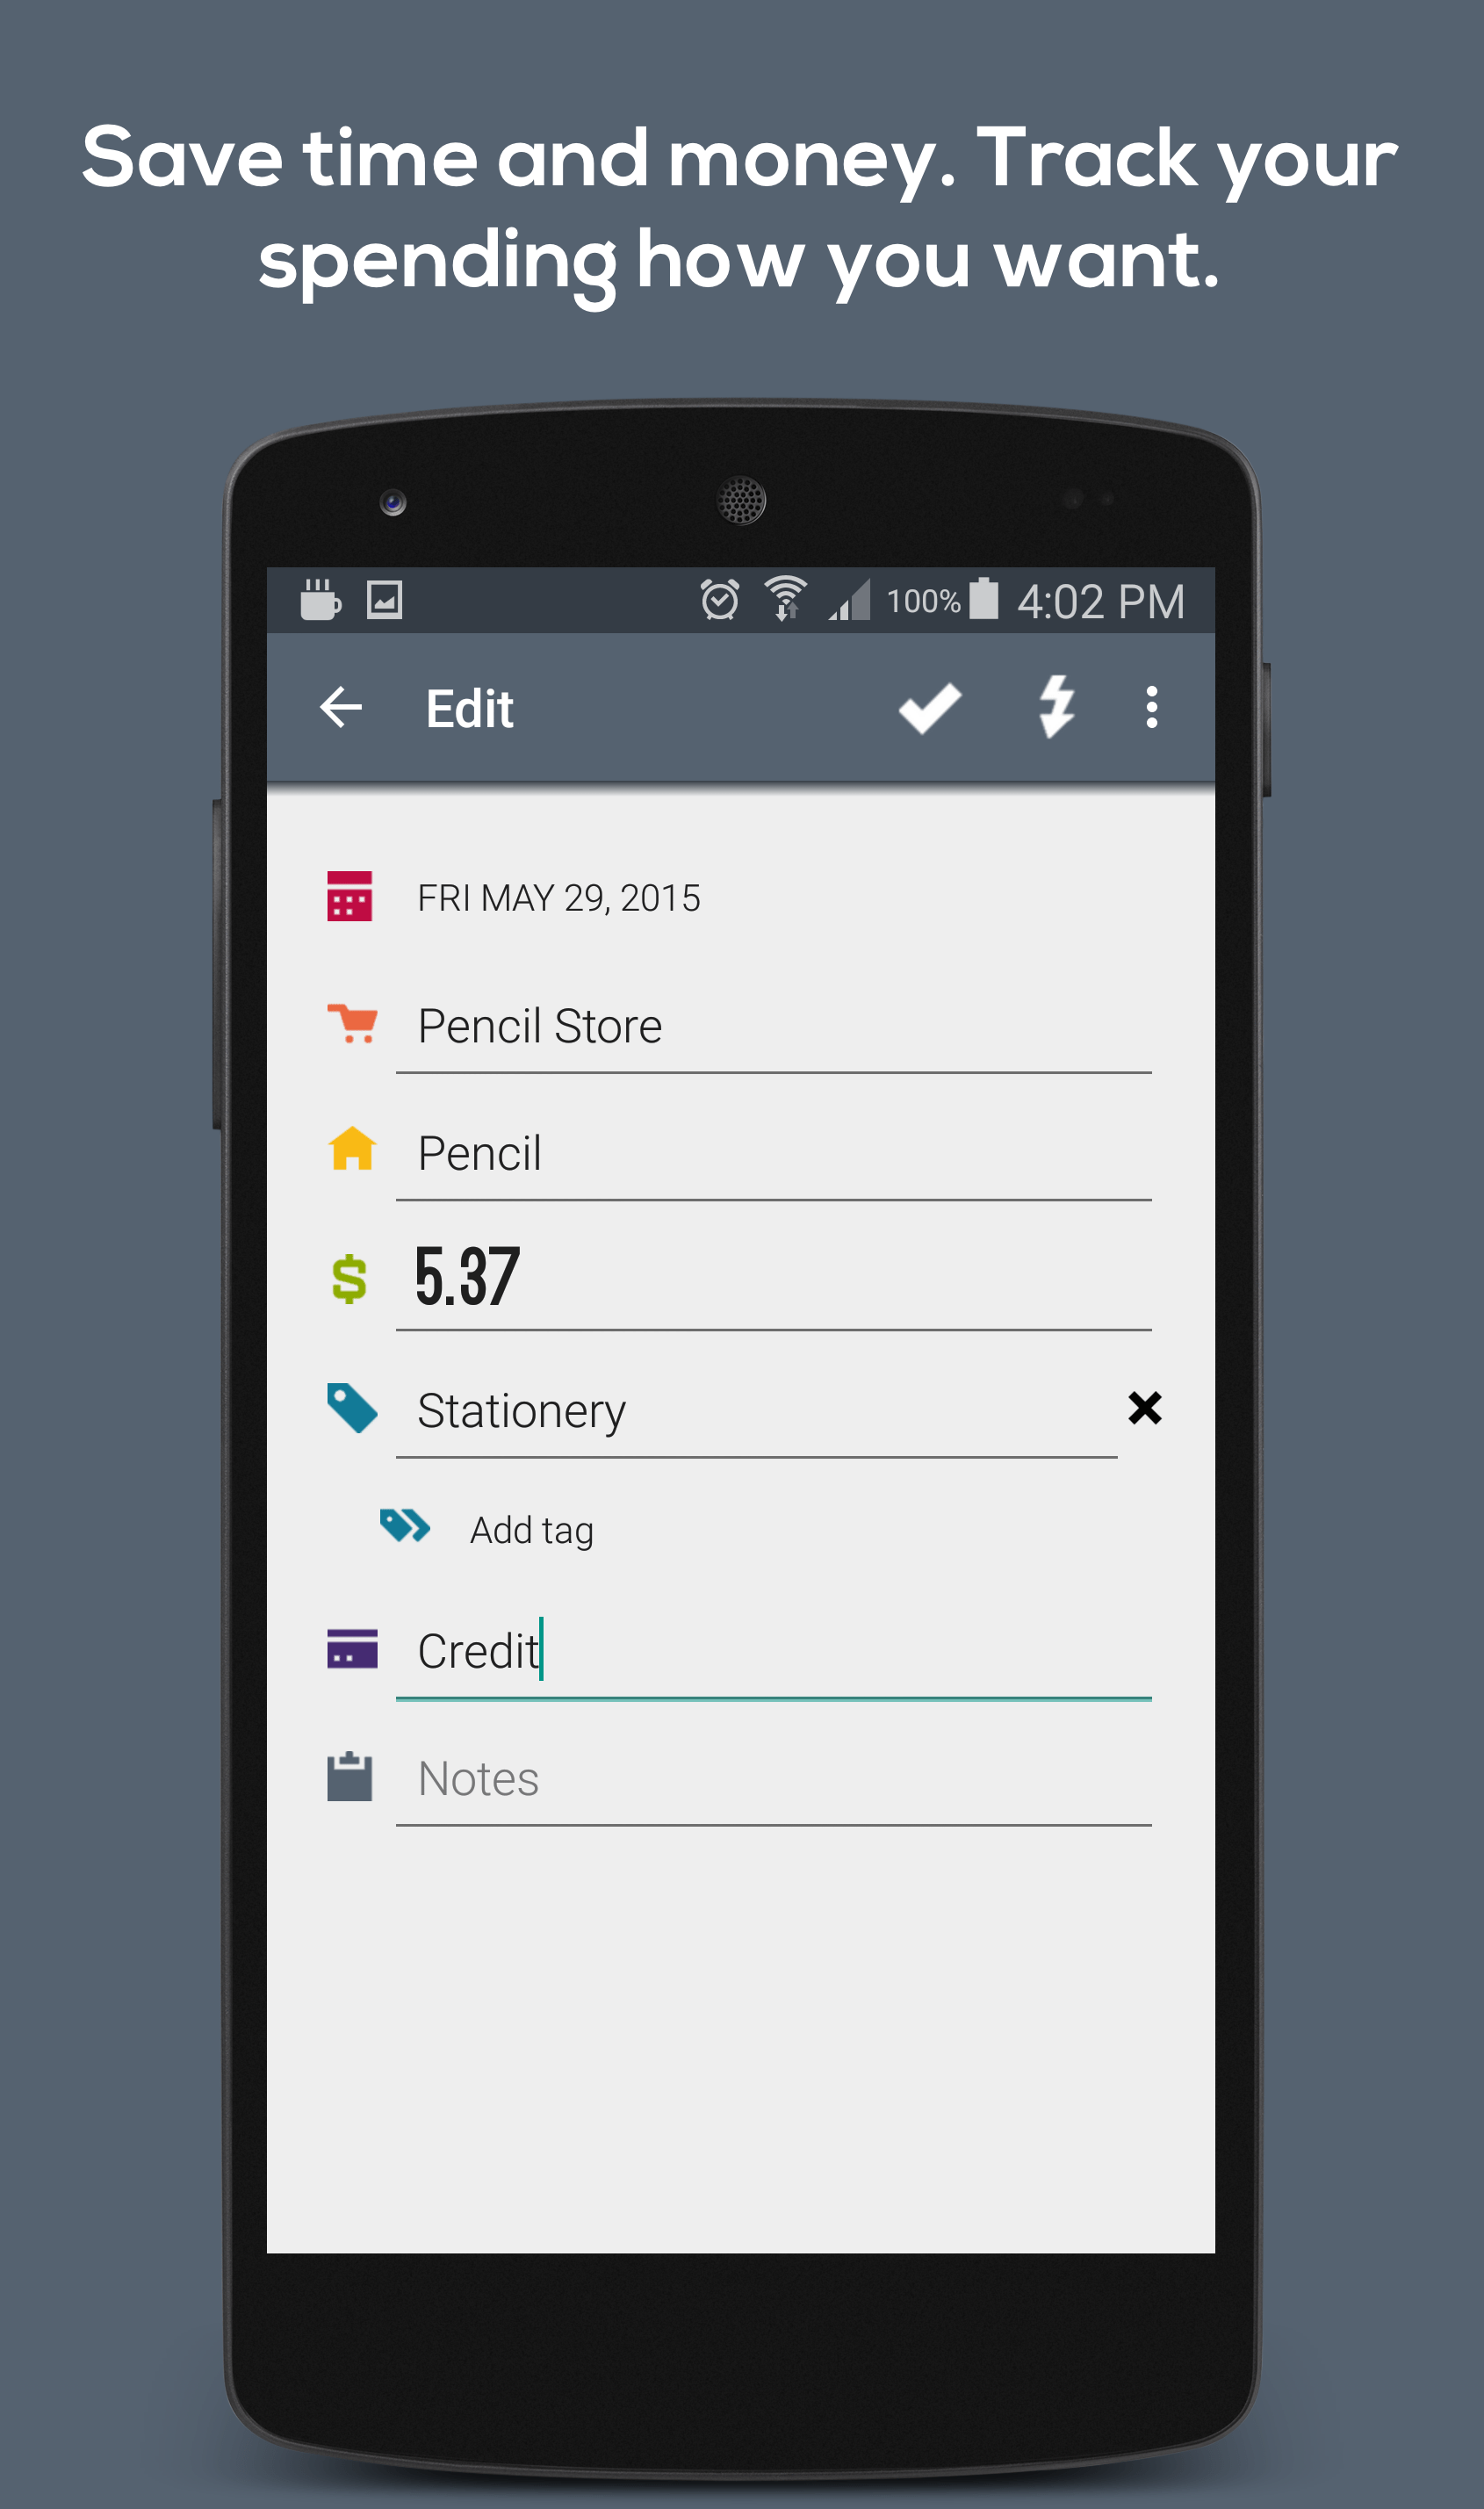 Save time and money. Track your
spending how you want.
100% 4:02 PM
Edit
FRI MAY 29, 2015
Pencil Store
Pencil
$ 5.37
Stationery
Add tag
Credit
Notes